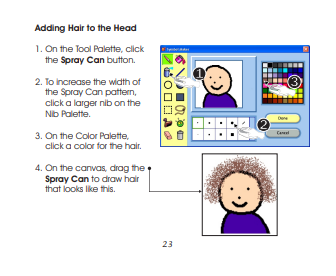 Adding Hair to the Head
1. On the Tool Palette, click
the Spray Can button.
2. To increase the width of
the Spray Can pattern,
click a larger nib on the
Nib Palette.
3. On the Color Palette,
click a color for the hair.
4. On the canvas, drag the
Spray Can to draw hair
that looks like this.
Symbol Maker
1
3
2
Done
Cancel
23